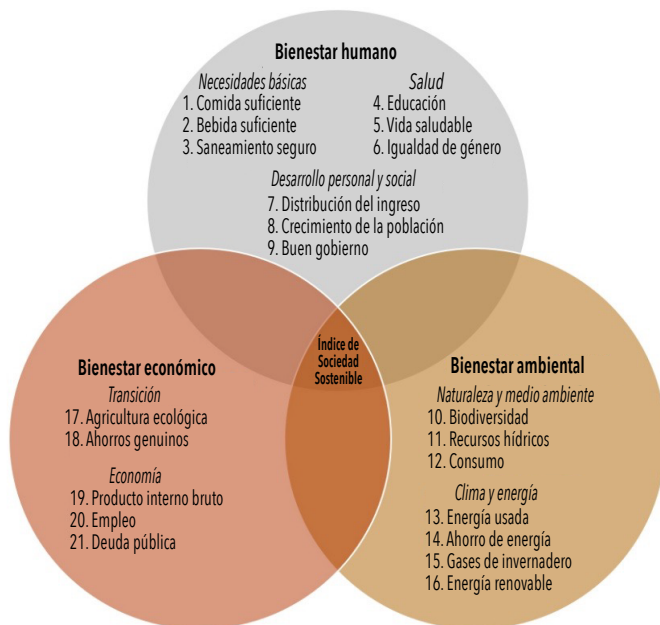 Bienestar humano
Necesidades básicas
1. Comida suficiente
2. Bebida suficiente
3. Saneamiento seguro
Salud
4. Educación
5. Vida saludable
6. Igualdad de género
Desarrollo personal y social
7. Distribución del ingreso
8. Crecimiento de la población
9. Buen gobierno
Índice de
Sociedad
Sostenible
Bienestar económico
Transición
17. Agricultura ecológica
18. Ahorros genuinos
Economía
19. Producto interno bruto
20. Empleo
21. Deuda pública
Bienestar ambiental
Naturaleza y medio ambiente
10. Biodiversidad
11. Recursos hídricos
12. Consumo
Clima y energía
13. Energía usada
14. Ahorro de energía
15. Gases de invernadero
16. Energía renovable